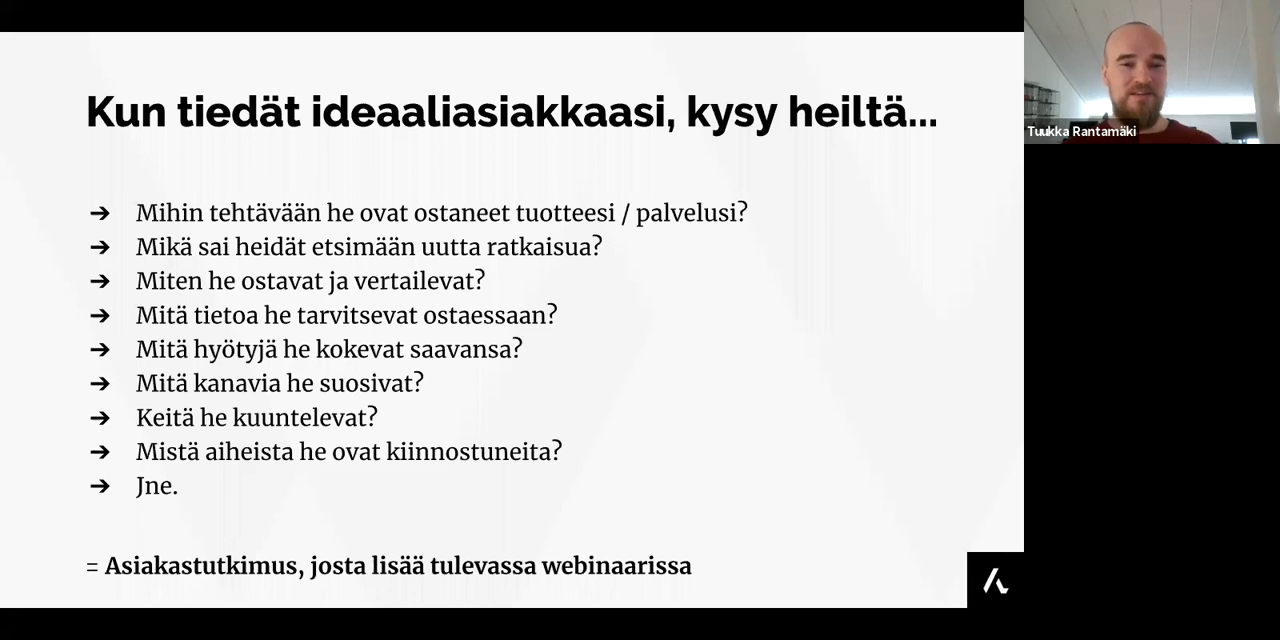 Kun tiedät ideaaliasiakkaasi, kysy heiltä...
➔ Mihin tehtävään he ovat ostaneet tuotteesi / palvelusi?
➔ Mikä sai heidät etsimään uutta ratkaisua?
➔ Miten he ostavat ja vertailevat?
➔ Mitä tietoa he tarvitsevat ostaessaan?
➔ Mitä hyötyjä he kokevat saavansa?
➔ Mitä kanavia he suosivat?
➔ Keitä he kuuntelevat?
➔ Mistä aiheista he ovat kiinnostuneita?
➔ Jne.
= Asiakastutkimus, josta lisää tulevassa webinaarissa
Tuukka Rantamäki